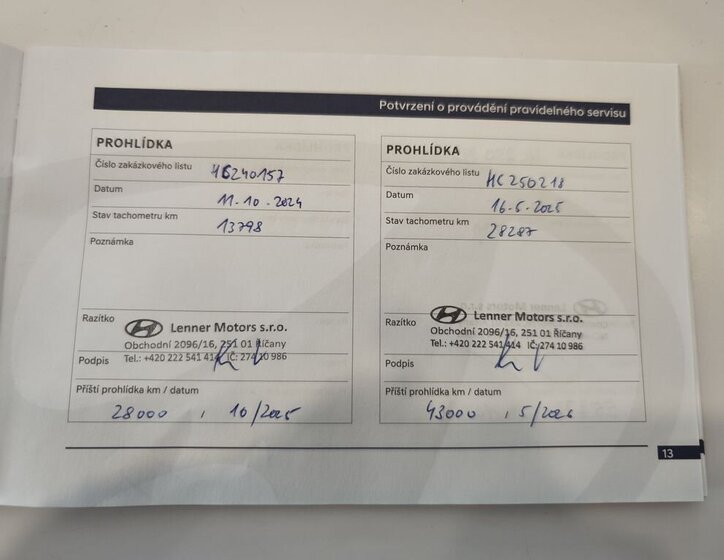 Potvrzení o provádění pravidelného servisu
PROHLÍDKA
Číslo zakázkového listu HC240157
Datum 11.10.2024
Stav tachometru km 13798
Poznámka
Razítko
Lenner Motors s.r.o.
Obchodní 2096/16, 251 01 Říčany
Tel.: +420 222 541 414 IČ: 274 10 986
Podpis
Příští prohlídka km / datum
28000 , 10/2025
PROHLÍDKA
Číslo zakázkového listu HC250218
Datum 16.5.2025
Stav tachometru km 28287
Poznámka
Razítko
Lenner Motors s.r.o.
Obchodní 2096/16, 251 01 Říčany
Tel.: +420 222 541 414 IČ: 274 10 986
Podpis
Příští prohlídka km / datum
43000 , 5/2026
13